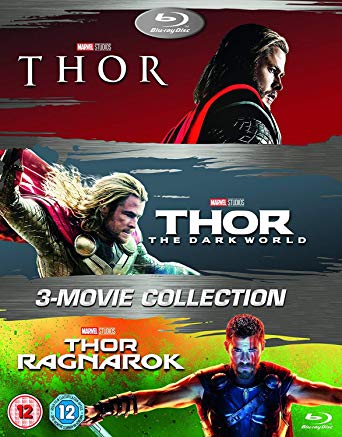 Blu-ray Disc
MARVEL STUDIOS
THOR
MARVEL STUDIOS
THOR
THE DARK WORLD
3-MOVIE COLLECTION
MARVEL STUDIOS
THOR
RAGNAROK
12
12
Blu-ray